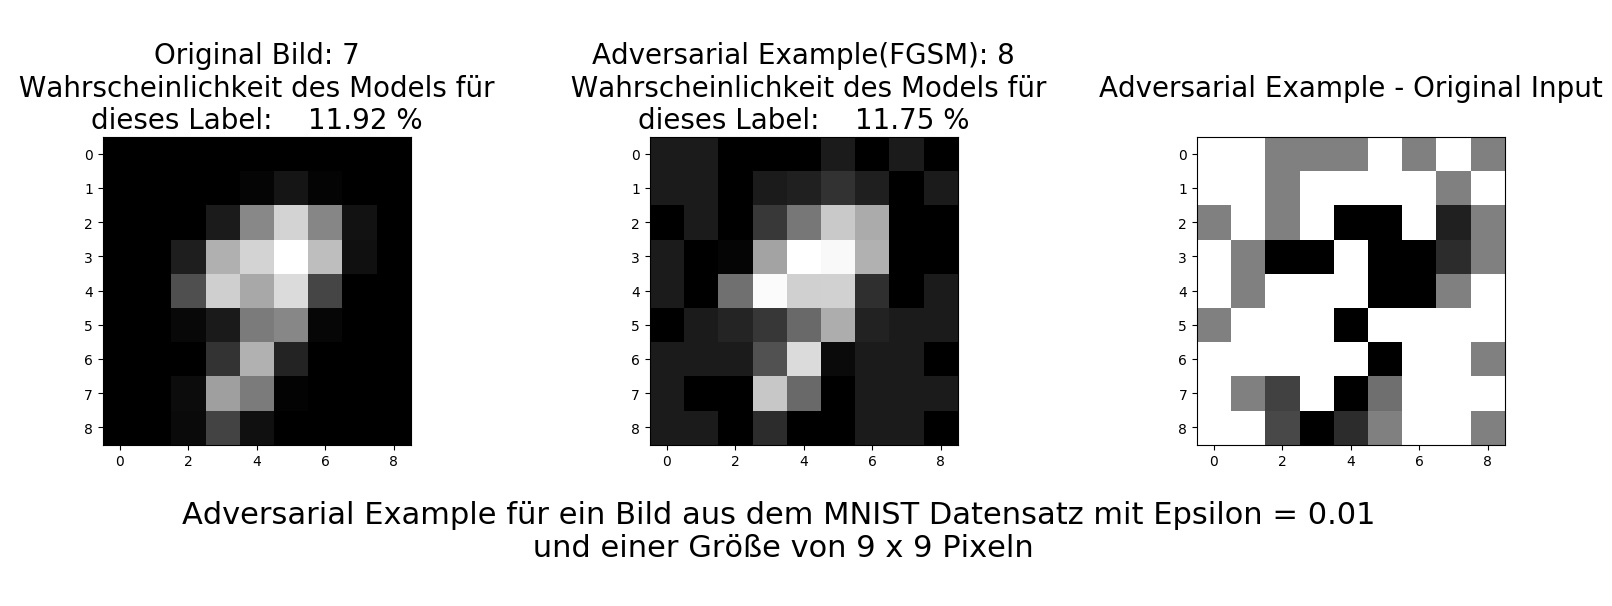 Original Bild: 7
Wahrscheinlichkeit des Models für
dieses Label: 11.92 %
Adversarial Example(FGSM): 8
Wahrscheinlichkeit des Models für
dieses Label: 11.75 %
Adversarial Example - Original Input
0
1
2
3
4
5
6
7
8
0 2 4 6 8
0
1
2
3
4
5
6
7
8
0 2 4 6 8
0
1
2
3
4
5
6
7
8
0 2 4 6 8
Adversarial Example für ein Bild aus dem MNIST Datensatz mit Epsilon = 0.01
und einer Größe von 9 x 9 Pixeln